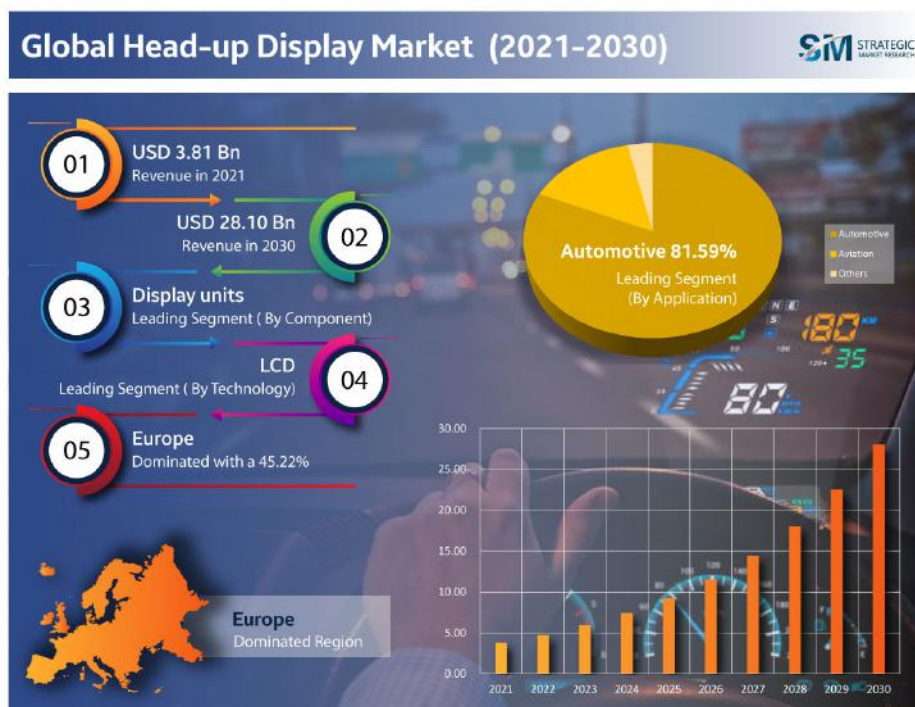 Global Head-up Display Market (2021-2030)
SM STRATEGIC
MARKET RESEARCH
01
USD 3.81 Bn
Revenue in 2021
USD 28.10 Bn
Revenue in 2030
02
03
Display units
Leading Segment ( By Component)
LCD
Leading Segment ( By Technology)
04
05
Europe
Dominated with a 45.22%
Europe
Dominated Region
Automotive 81.59%
Leading Segment
(By Application)
Automotive
Aviation
Others
N E
S
180 KM
35
80
30.00
25.00
20.00
15.00
10.00
5.00
0.00
2021 2022 2023 2024 2025 2026 2027 2028 2029 2030